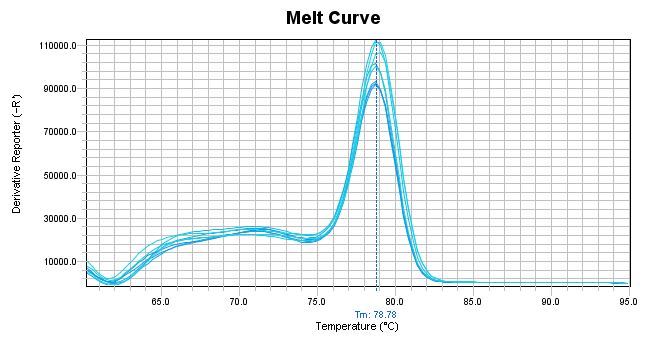 Melt Curve
110000.0
90000.0
70000.0
50000.0
30000.0
10000.0
Derivative Reporter (-R')
65.0 70.0 75.0 80.0 85.0 90.0 95.0
Tm: 78.78
Temperature (°C)